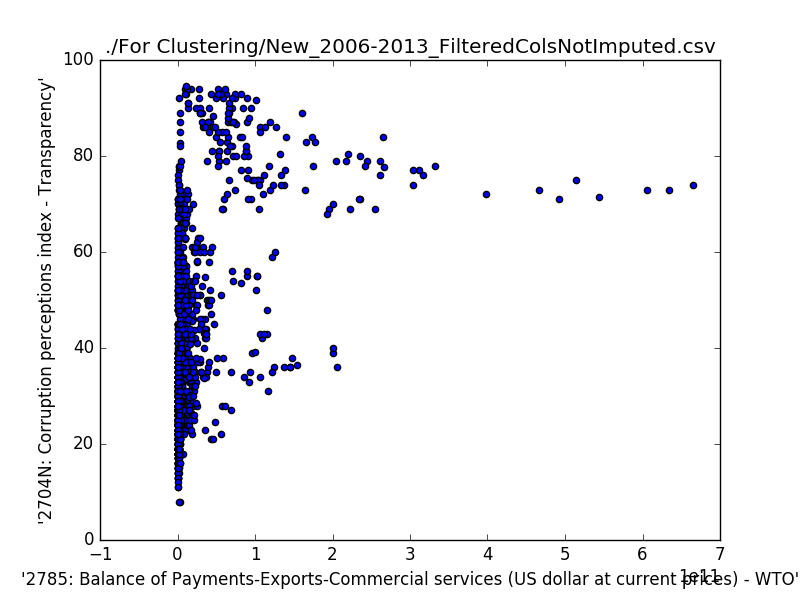 ./For Clustering/New_2006-2013_FilteredColsNotImputed.csv
100
80
60
40
20
0
'2704N: Corruption perceptions index - Transparency'
−1 0 1 2 3 4 5 6 7
1e11
'2785: Balance of Payments-Exports-Commercial services (US dollar at current prices) - WTO'